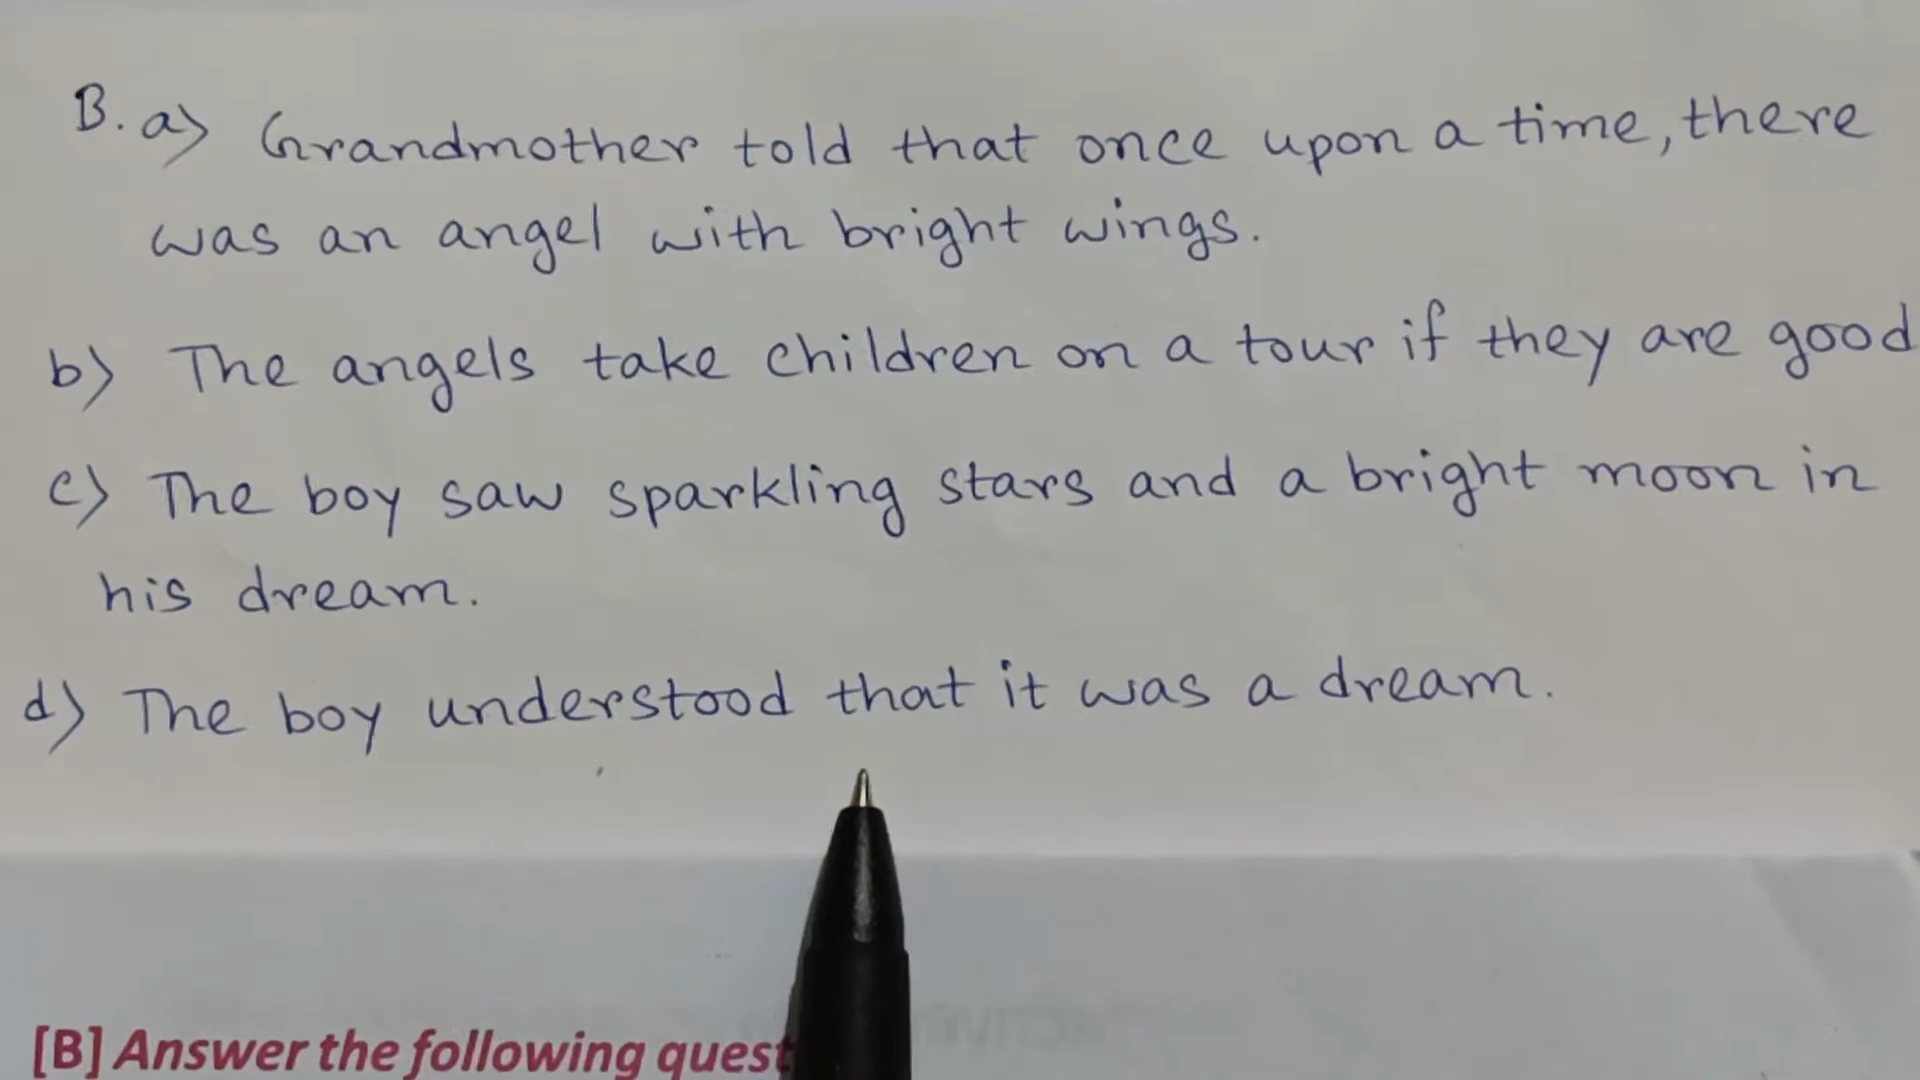 B. a) Grandmother told that once upon a time, there
was an angel with bright wings.
b) The angels take children on a tour if they are good
c) The boy saw sparkling stars and a bright moon in
his dream.
d) The boy understood that it was a dream.
[B] Answer the following quest